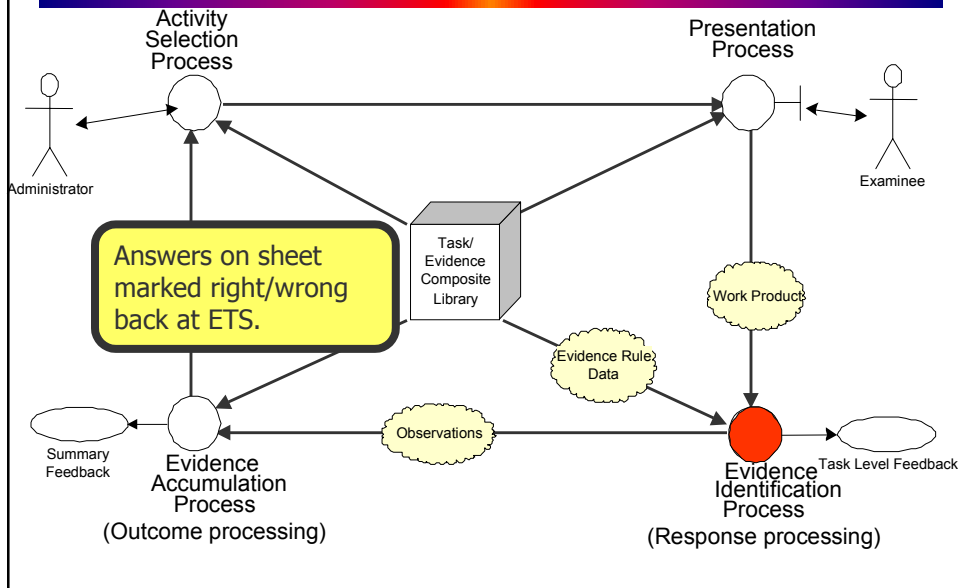 Activity
Selection
Process
Presentation
Process
Administrator
Examinee
Task/
Evidence
Composite
Library
Answers on sheet
marked right/wrong
back at ETS.
Work Product
Evidence Rule
Data
Observations
Summary
Feedback
Evidence
Accumulation
Process
(Outcome processing)
Evidence
Identification
Process
(Response processing)
Task Level Feedback